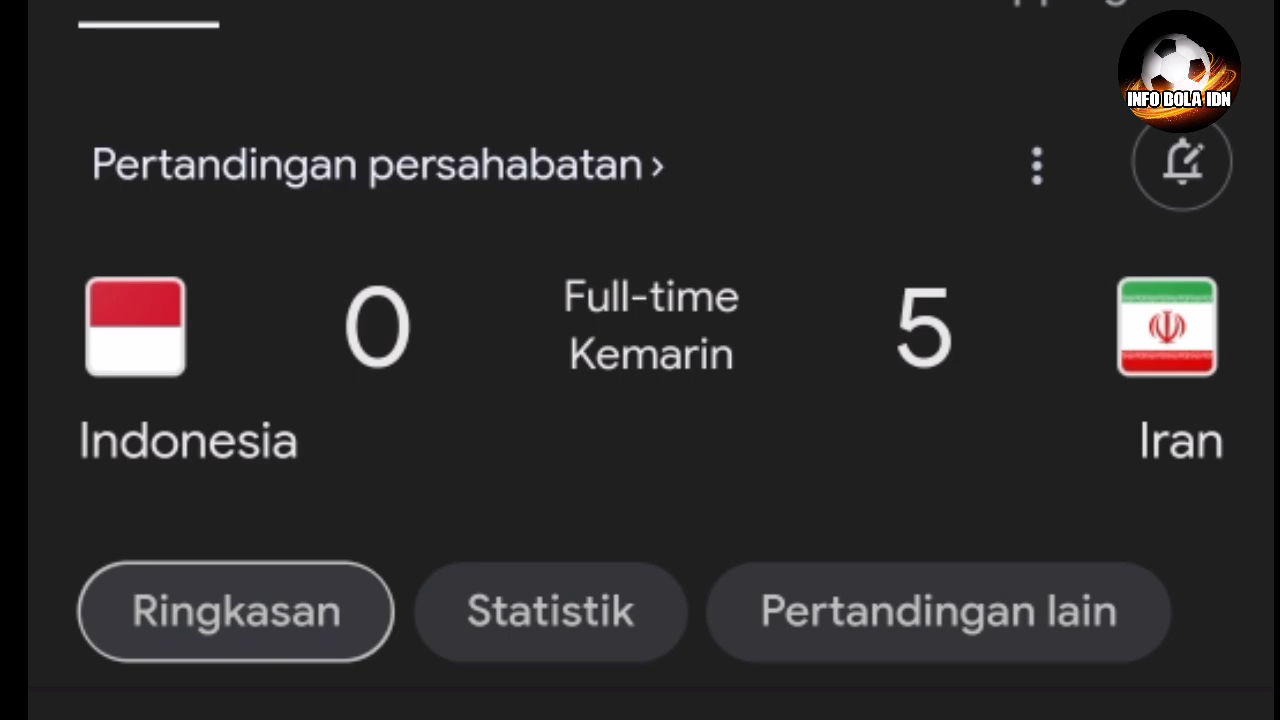 INFO BOLA IDN
Pertandingan persahabatan ›
0
Full-time
Kemarin
5
Indonesia
Iran
Ringkasan
Statistik
Pertandingan lain